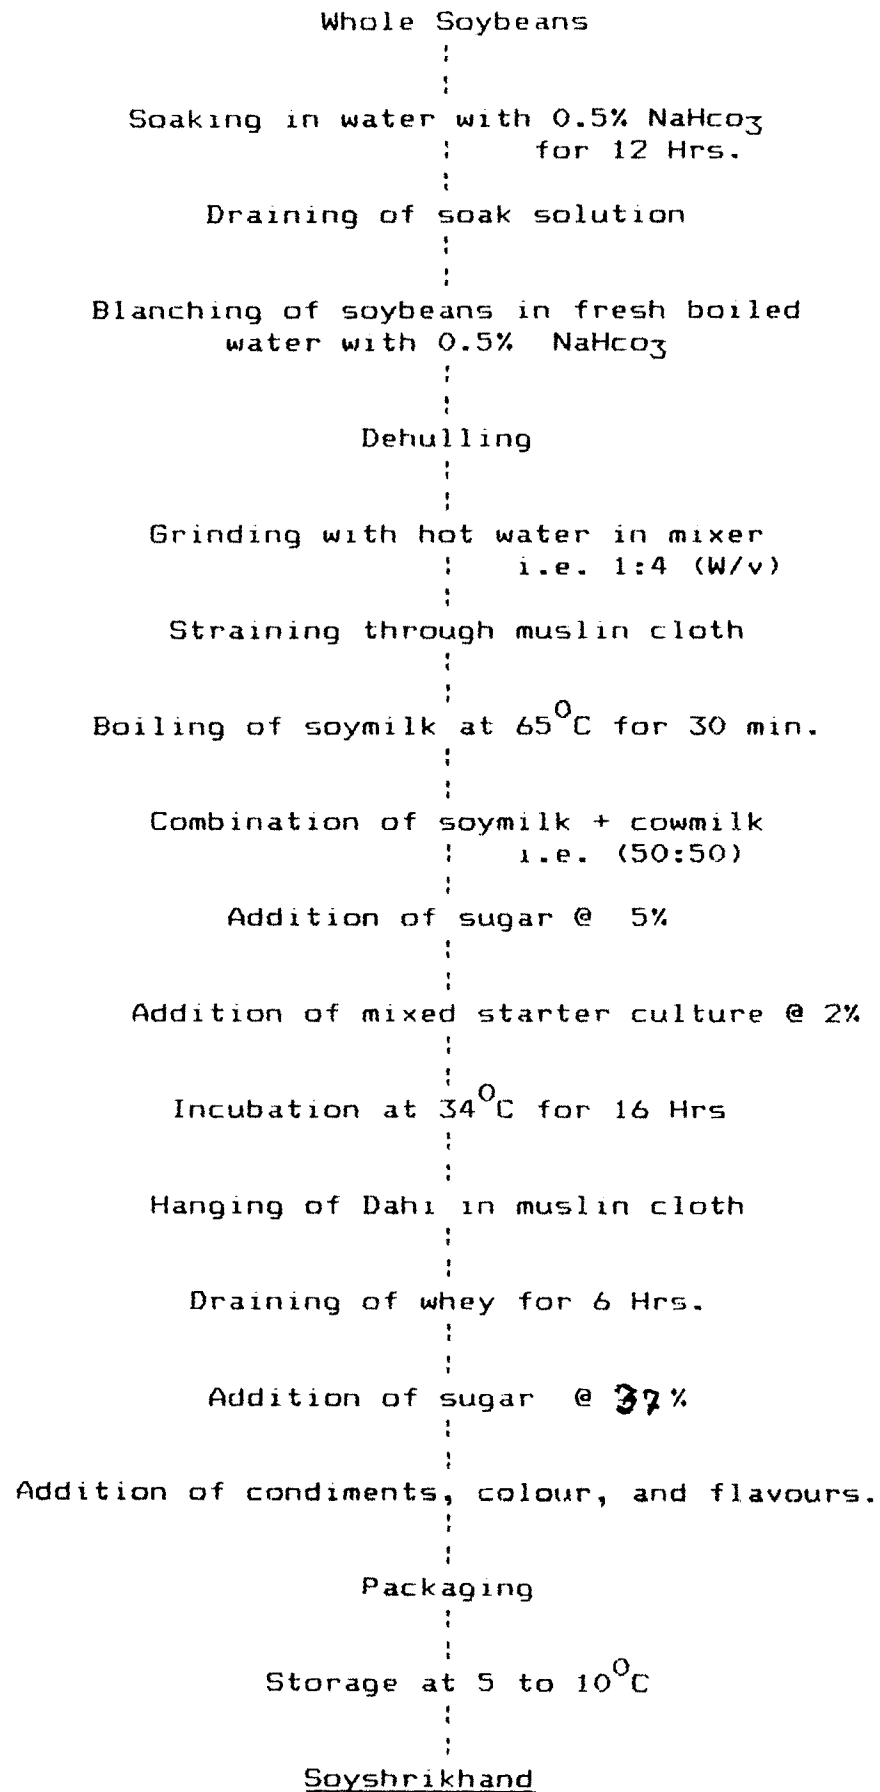 Whole Soybeans
Soaking in water with 0.5% NaHco3
for 12 Hrs.
Draining of soak solution
Blanching of soybeans in fresh boiled
water with 0.5% NaHco3
Dehulling
Grinding with hot water in mixer
i.e. 1:4 (W/v)
Straining through muslin cloth
Boiling of soymilk at 65°C for 30 min.
Combination of soymilk + cowmilk
i.e. (50:50)
Addition of sugar @ 5%
Addition of mixed starter culture @ 2%
Incubation at 34°C for 16 Hrs
Hanging of Dahi in muslin cloth
Draining of whey for 6 Hrs.
Addition of sugar @ 37%
Addition of condiments, colour, and flavours.
Packaging
Storage at 5 to 10°C
Soyshrikhand